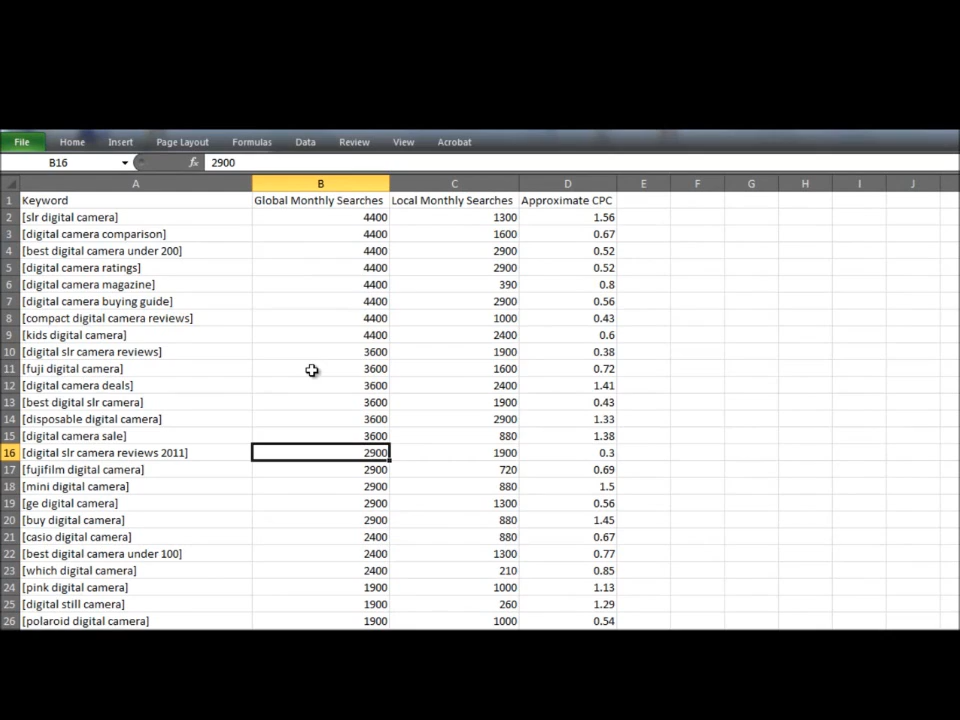 File Home Insert Page Layout Formulas Data Review View Acrobat
B16 fx 2900
A B C D E F G H I J
1 Keyword Global Monthly Searches Local Monthly Searches Approximate CPC
2 [slr digital camera] 4400 1300 1.56
3 [digital camera comparison] 4400 1600 0.67
4 [best digital camera under 200] 4400 2900 0.52
5 [digital camera ratings] 4400 2900 0.52
6 [digital camera magazine] 4400 390 0.8
7 [digital camera buying guide] 4400 2900 0.56
8 [compact digital camera reviews] 4400 1000 0.43
9 [kids digital camera] 4400 2400 0.6
10 [digital slr camera reviews] 3600 1900 0.38
11 [fuji digital camera] 3600 1600 0.72
12 [digital camera deals] 3600 2400 1.41
13 [best digital slr camera] 3600 1900 0.43
14 [disposable digital camera] 3600 2900 1.33
15 [digital camera sale] 3600 880 1.38
16 [digital slr camera reviews 2011] 2900 1900 0.3
17 [fujifilm digital camera] 2900 720 0.69
18 [mini digital camera] 2900 880 1.5
19 [ge digital camera] 2900 1300 0.56
20 [buy digital camera] 2900 880 1.45
21 [casio digital camera] 2400 880 0.67
22 [best digital camera under 100] 2400 1300 0.77
23 [which digital camera] 2400 210 0.85
24 [pink digital camera] 1900 1000 1.13
25 [digital still camera] 1900 260 1.29
26 [polaroid digital camera] 1900 1000 0.54